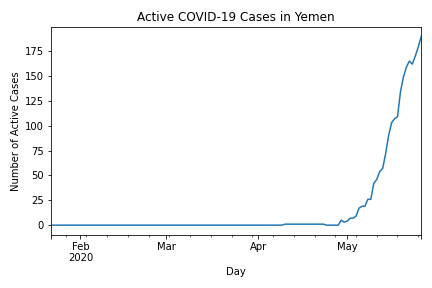 Active COVID-19 Cases in Yemen
Number of Active Cases
175
150
125
100
75
50
25
0
Feb
2020
Mar
Apr
May
Day